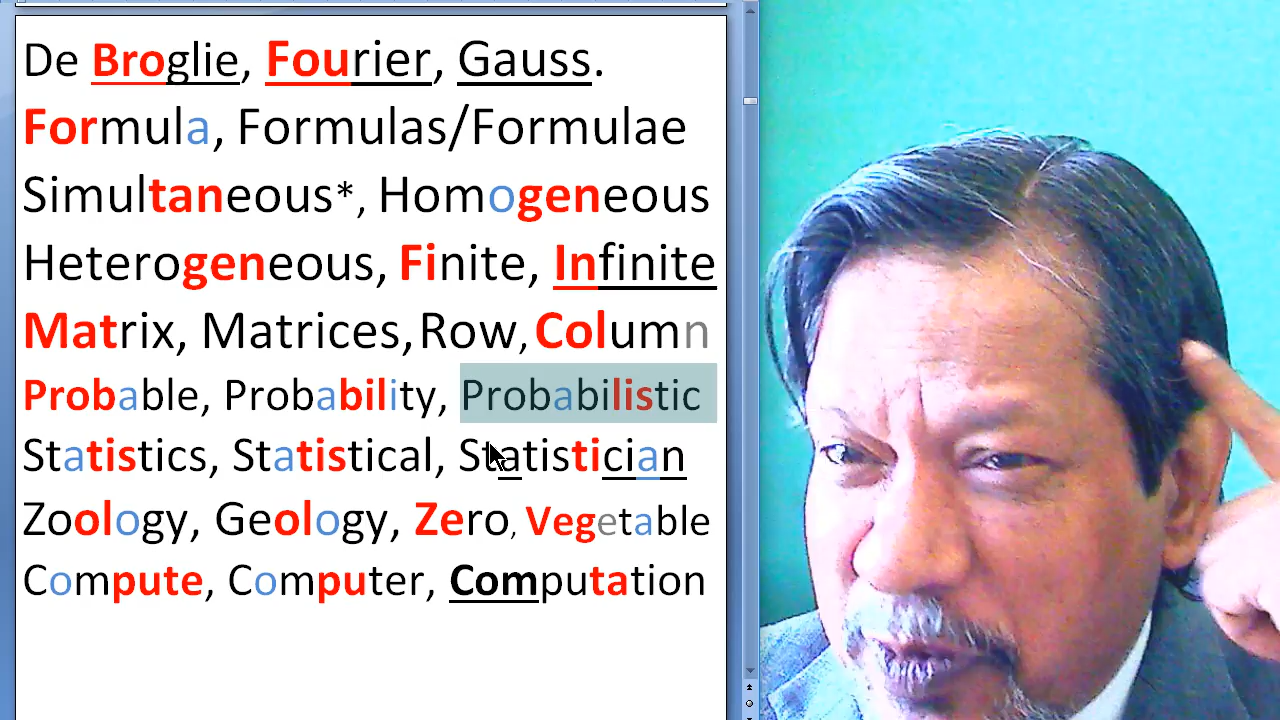 De Broglie, Fourier, Gauss.
Formula, Formulas/Formulae
Simultaneous*, Homogeneous
Heterogeneous, Finite, Infinite
Matrix, Matrices, Row, Column
Probable, Probability, Probabilistic
Statistics, Statistical, Statistician
Zoology, Geology, Zero, Vegetable
Compute, Computer, Computation